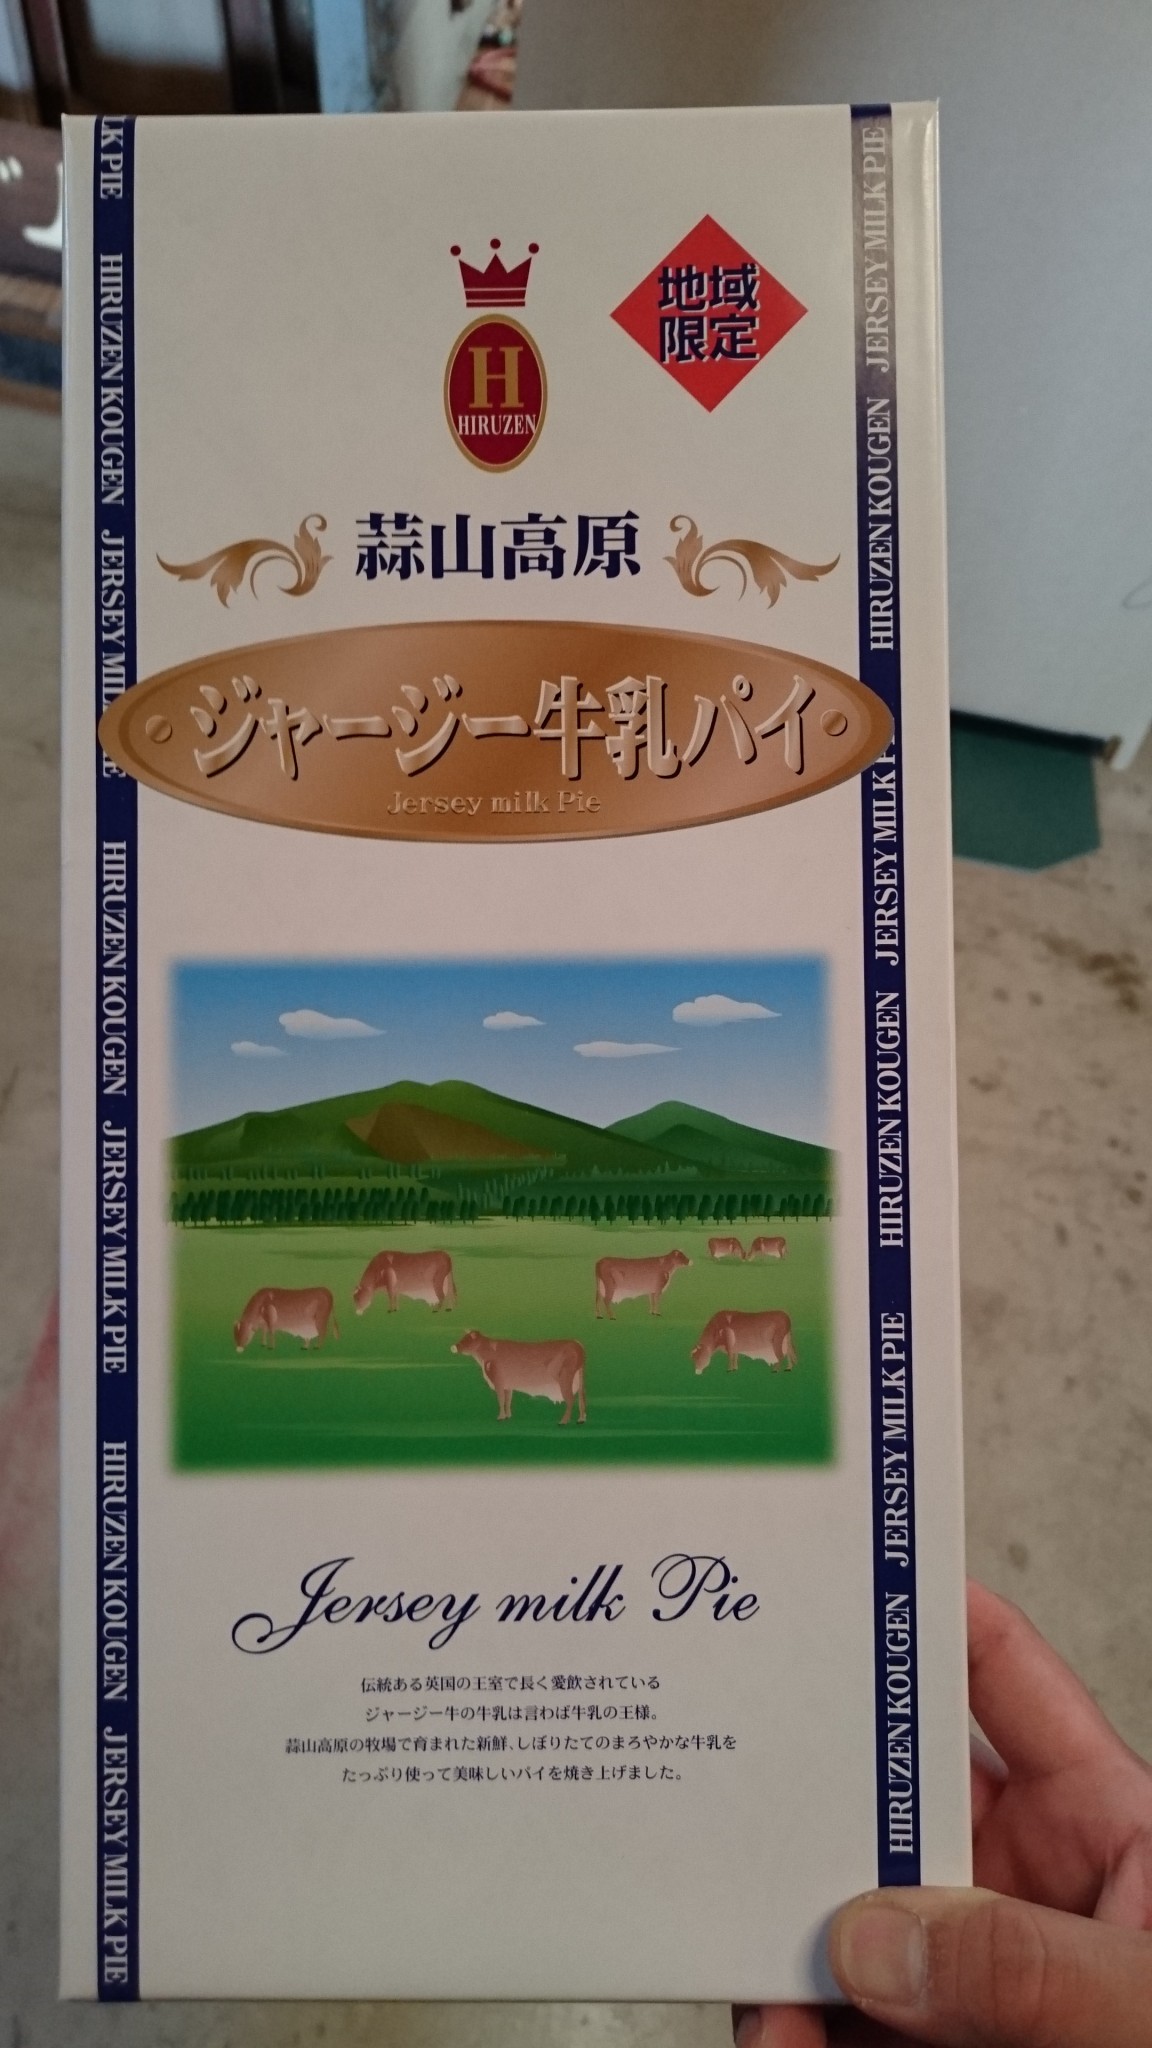 地域
限定
H
HIRUZEN
蒜山高原
ジャージー牛乳パイ
Jersey milk Pie
Jersey milk Pie
伝統ある英国の王室で長く愛飲されている
ジャージー牛の牛乳は言わば牛乳の王様。
蒜山高原の牧場で育まれた新鮮、しぼりたてのまろやかな牛乳を
たっぷり使って美味しいパイを焼き上げました。
LK PIE HIRUZEN KOUGEN JERSEY MIL E HIRUZEN KOUGEN JERSEY MILK PIE HIRUZEN KOUGEN JERSEY MILK PIE
HIRUZEN KOUGEN JERSEY MILK PIE HIRUZEN KOUGEN JERSEY MILK P HIRUZEN KOUGEN JERSEY MILK PIE